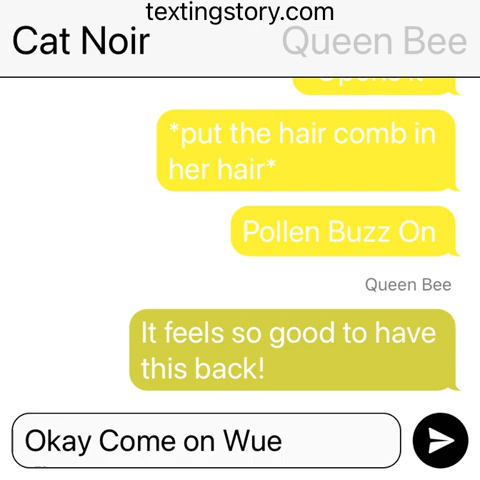 textingstory.com
Cat Noir
Queen Bee
*put the hair comb in
her hair*
Pollen Buzz On
Queen Bee
It feels so good to have
this back!
Okay Come on Wue